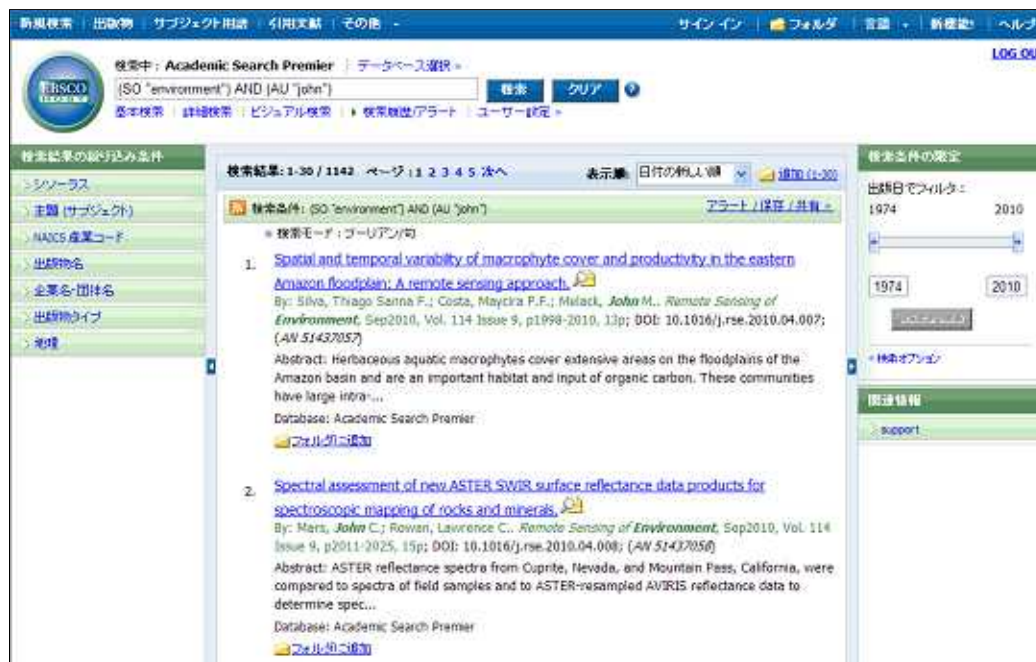 新規検索 出版物 サブジェクト用語 引用文献 その他
サイン イン フォルダ 言語 新機能! ヘルプ
LOG OU
EBSCO
HOST
検索中: Academic Search Premier データベース選択 »
(SO "environment") AND (AU "john") 検索 クリア
基本検索 詳細検索 ビジュアル検索 検索履歴/アラート ユーザー設定 »
検索結果の絞り込み条件
シソーラス
主題 (サブジェクト)
NAICS 産業コード
出版物名
企業名・団体名
出版物タイプ
地理
検索結果: 1-30 / 1142 ページ: 1 2 3 4 5 次へ 表示順: 日付の新しい順 追加 (1-30)
検索条件: (SO "environment") AND (AU "john") アラート / 保存 / 共有 »
検索モード: ブーリアン/句
1. Spatial and temporal variability of macrophyte cover and productivity in the eastern
Amazon floodplain: A remote sensing approach.
By: Silva, Thiago Sanna F.; Costa, Maycira P.F.; Melack, John M.. Remote Sensing of
Environment, Sep2010, Vol. 114 Issue 9, p1998-2010, 13p; DOI: 10.1016/j.rse.2010.04.007;
(AN 51437057)
Abstract: Herbaceous aquatic macrophytes cover extensive areas on the floodplains of the
Amazon basin and are an important habitat and input of organic carbon. These communities
have large intra-...
Database: Academic Search Premier
フォルダに追加
2. Spectral assessment of new ASTER SWIR surface reflectance data products for
spectroscopic mapping of rocks and minerals.
By: Mars, John C.; Rowan, Lawrence C.. Remote Sensing of Environment, Sep2010, Vol. 114
Issue 9, p2011-2025, 15p; DOI: 10.1016/j.rse.2010.04.008; (AN 51437058)
Abstract: ASTER reflectance spectra from Cuprite, Nevada, and Mountain Pass, California, were
compared to spectra of field samples and to ASTER-resampled AVIRIS reflectance data to
determine spec...
Database: Academic Search Premier
フォルダに追加
検索条件の限定
出版日でフィルタ:
1974 2010
1974 2010
検索オプション
関連情報
support